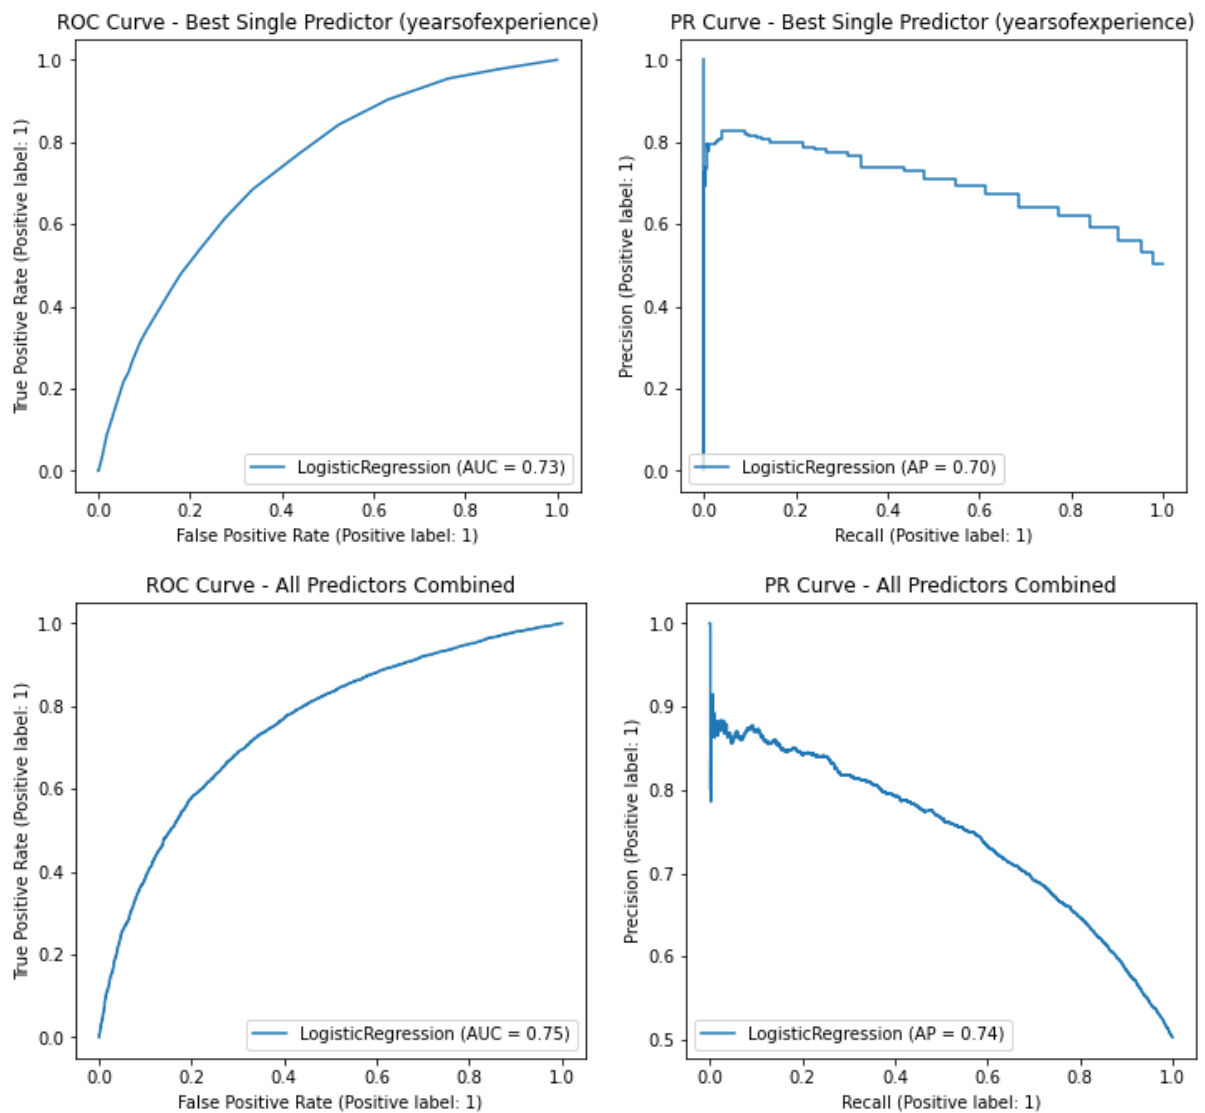 ROC Curve - Best Single Predictor (yearsofexperience)
1.0
0.8
0.6
0.4
0.2
0.0
True Positive Rate (Positive label: 1)
LogisticRegression (AUC = 0.73)
0.0 0.2 0.4 0.6 0.8 1.0
False Positive Rate (Positive label: 1)
PR Curve - Best Single Predictor (yearsofexperience)
1.0
0.8
0.6
0.4
0.2
0.0
Precision (Positive label: 1)
LogisticRegression (AP = 0.70)
0.0 0.2 0.4 0.6 0.8 1.0
Recall (Positive label: 1)
ROC Curve - All Predictors Combined
1.0
0.8
0.6
0.4
0.2
0.0
True Positive Rate (Positive label: 1)
LogisticRegression (AUC = 0.75)
0.0 0.2 0.4 0.6 0.8 1.0
False Positive Rate (Positive label: 1)
PR Curve - All Predictors Combined
1.0
0.9
0.8
0.7
0.6
0.5
Precision (Positive label: 1)
LogisticRegression (AP = 0.74)
0.0 0.2 0.4 0.6 0.8 1.0
Recall (Positive label: 1)